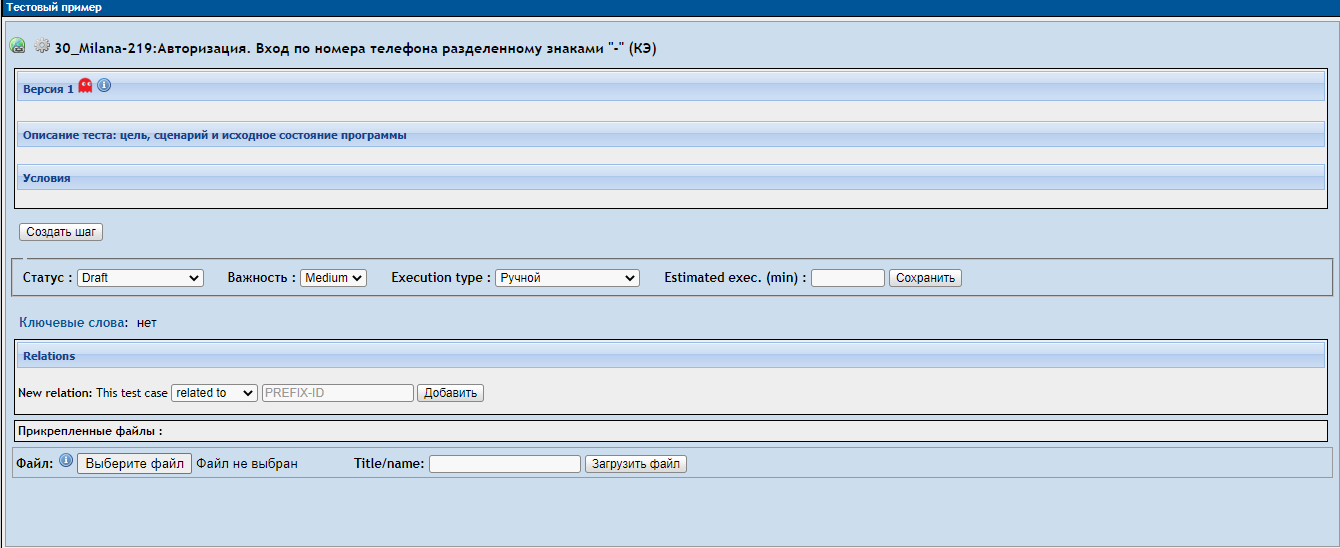 Тестовый пример
30_Milana-219:Авторизация. Вход по номера телефона разделенному знаками "-" (КЭ)
Версия 1
Описание теста: цель, сценарий и исходное состояние программы
Условия
Создать шаг
Статус : Draft Важность : Medium Execution type : Ручной Estimated exec. (min) : Сохранить
Ключевые слова: нет
Relations
New relation: This test case related to PREFIX-ID Добавить
Прикрепленные файлы :
Файл: Выберите файл Файл не выбран Title/name: Загрузить файл